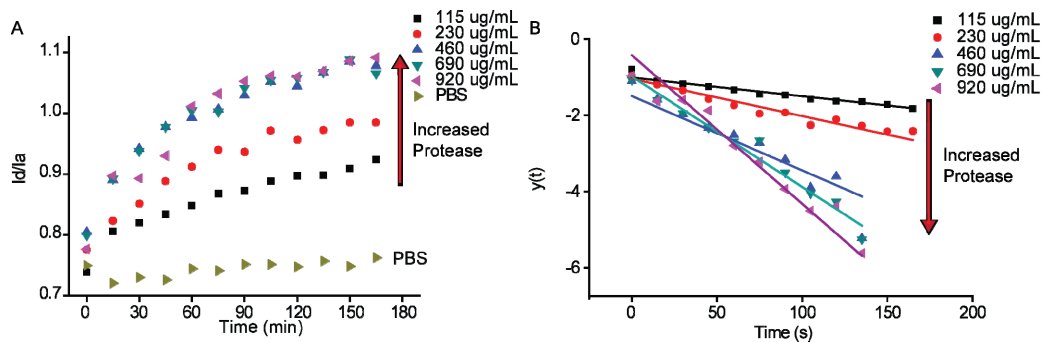 A
115 ug/mL
230 ug/mL
460 ug/mL
690 ug/mL
920 ug/mL
PBS
1.1
1.0
0.9
0.8
0.7
Id/Ia
Increased
Protease
PBS
0 30 60 90 120 150 180
Time (min)
B
115 ug/mL
230 ug/mL
460 ug/mL
690 ug/mL
920 ug/mL
0
-2
-4
-6
y(t)
Increased
Protease
0 50 100 150 200
Time (s)